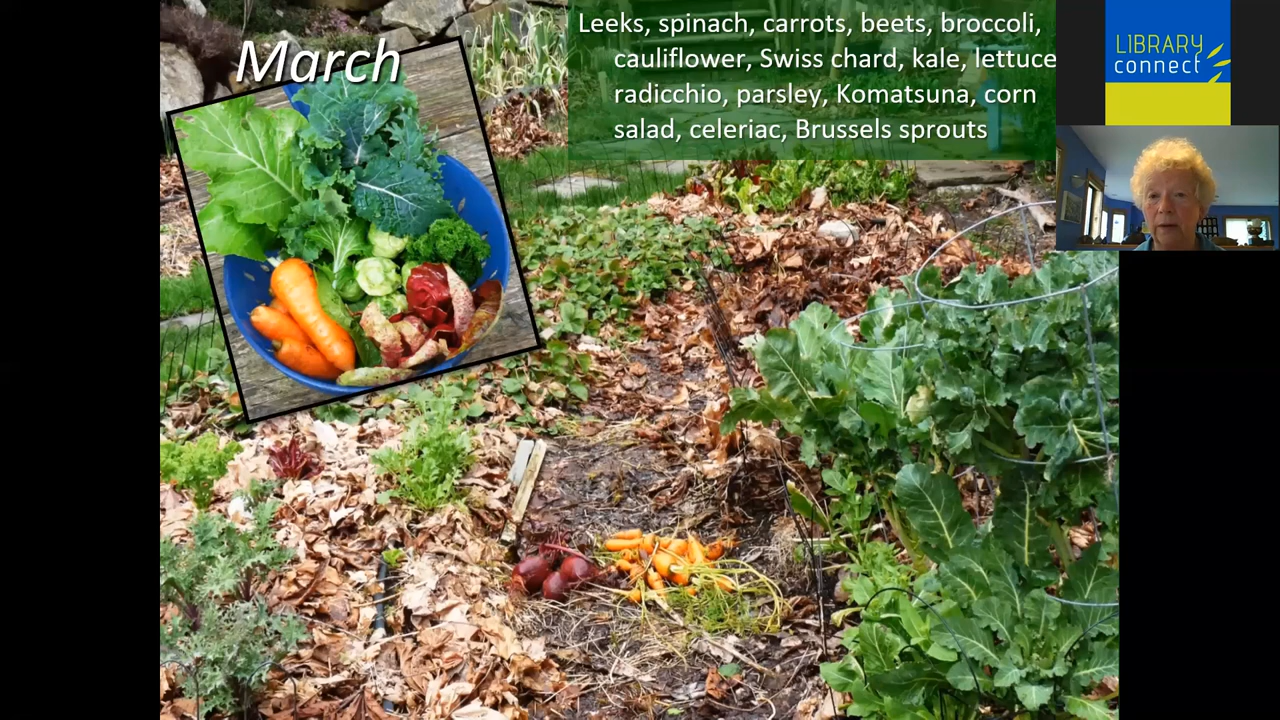 March
Leeks, spinach, carrots, beets, broccoli,
cauliflower, Swiss chard, kale, lettuce
radicchio, parsley, Komatsuna, corn
salad, celeriac, Brussels sprouts
LIBRARY
connect